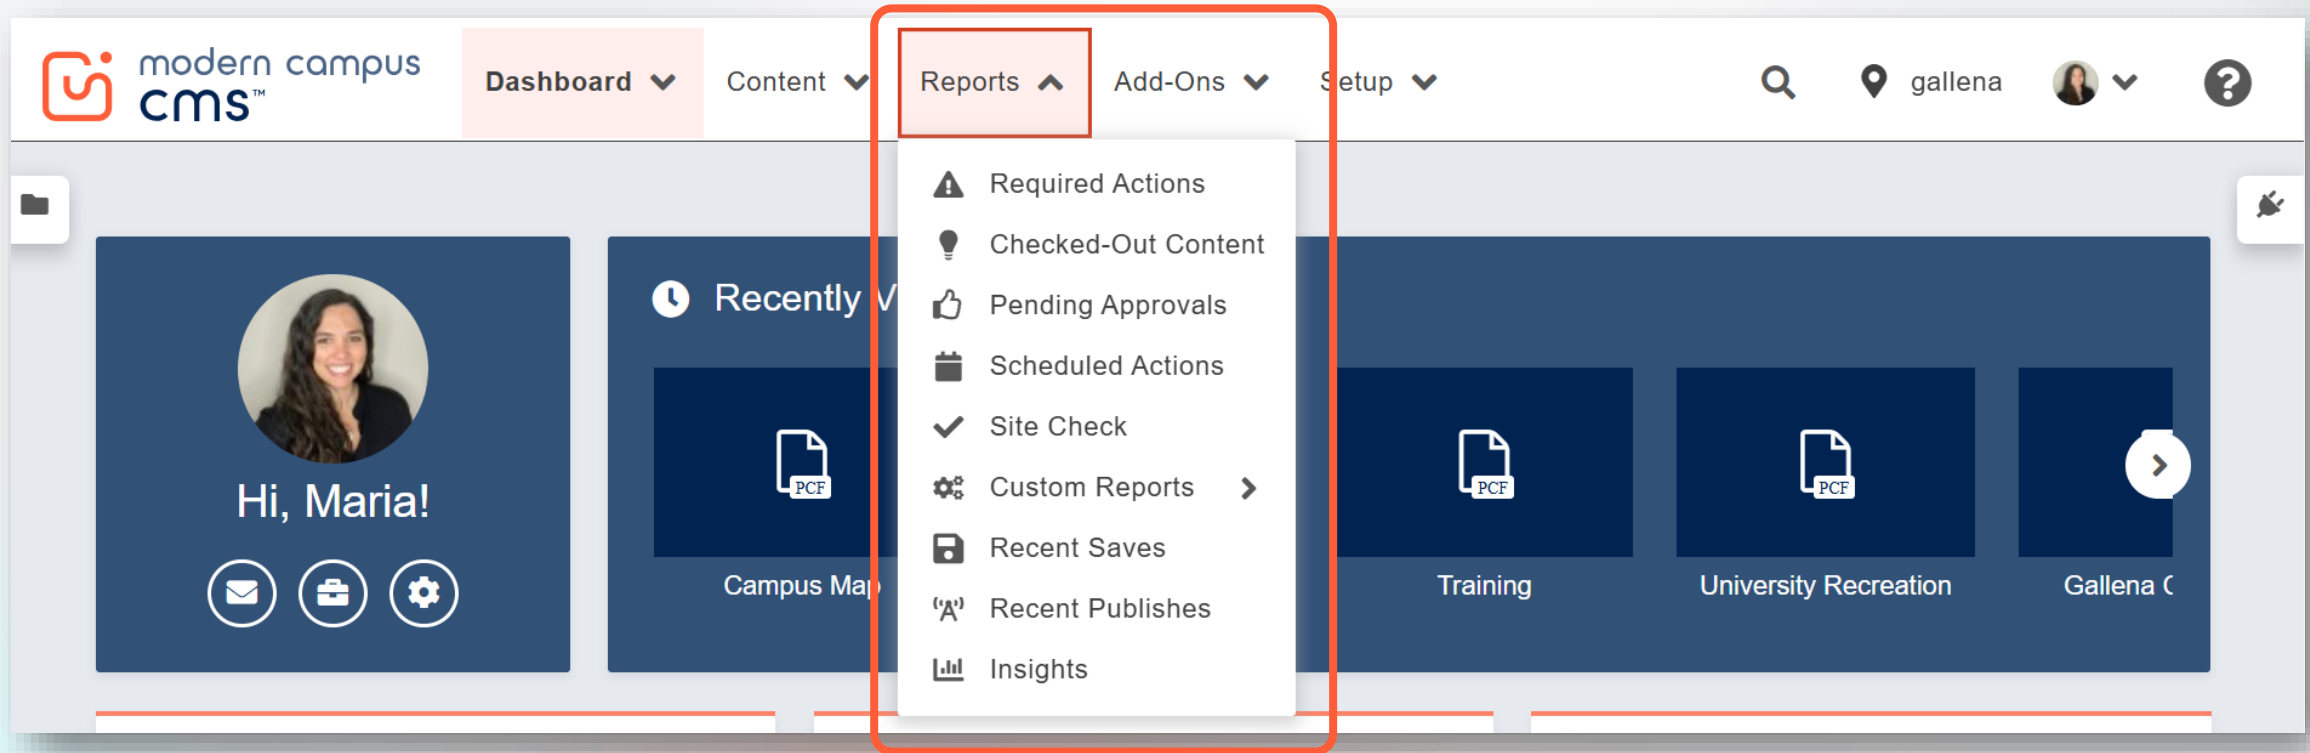 modern campus
cms™
Dashboard
Content
Reports
Add-Ons
Setup
gallena
Required Actions
Checked-Out Content
Pending Approvals
Scheduled Actions
Site Check
Custom Reports
Recent Saves
Recent Publishes
Insights
Hi, Maria!
Recently V
PCF
Campus Map
PCF
Training
PCF
University Recreation
Gallena